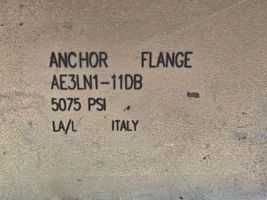 ANCHOR FLANGE
AE3LN1-11DB
5075 PSI
LA/L ITALY